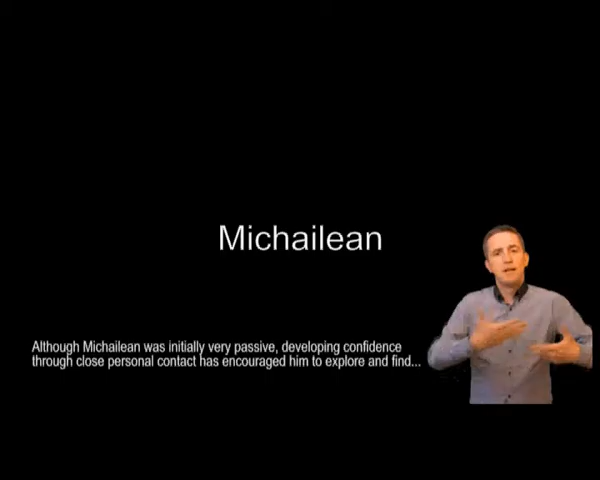 Michailean
Although Michailean was initially very passive, developing confidence
through close personal contact has encouraged him to explore and find...